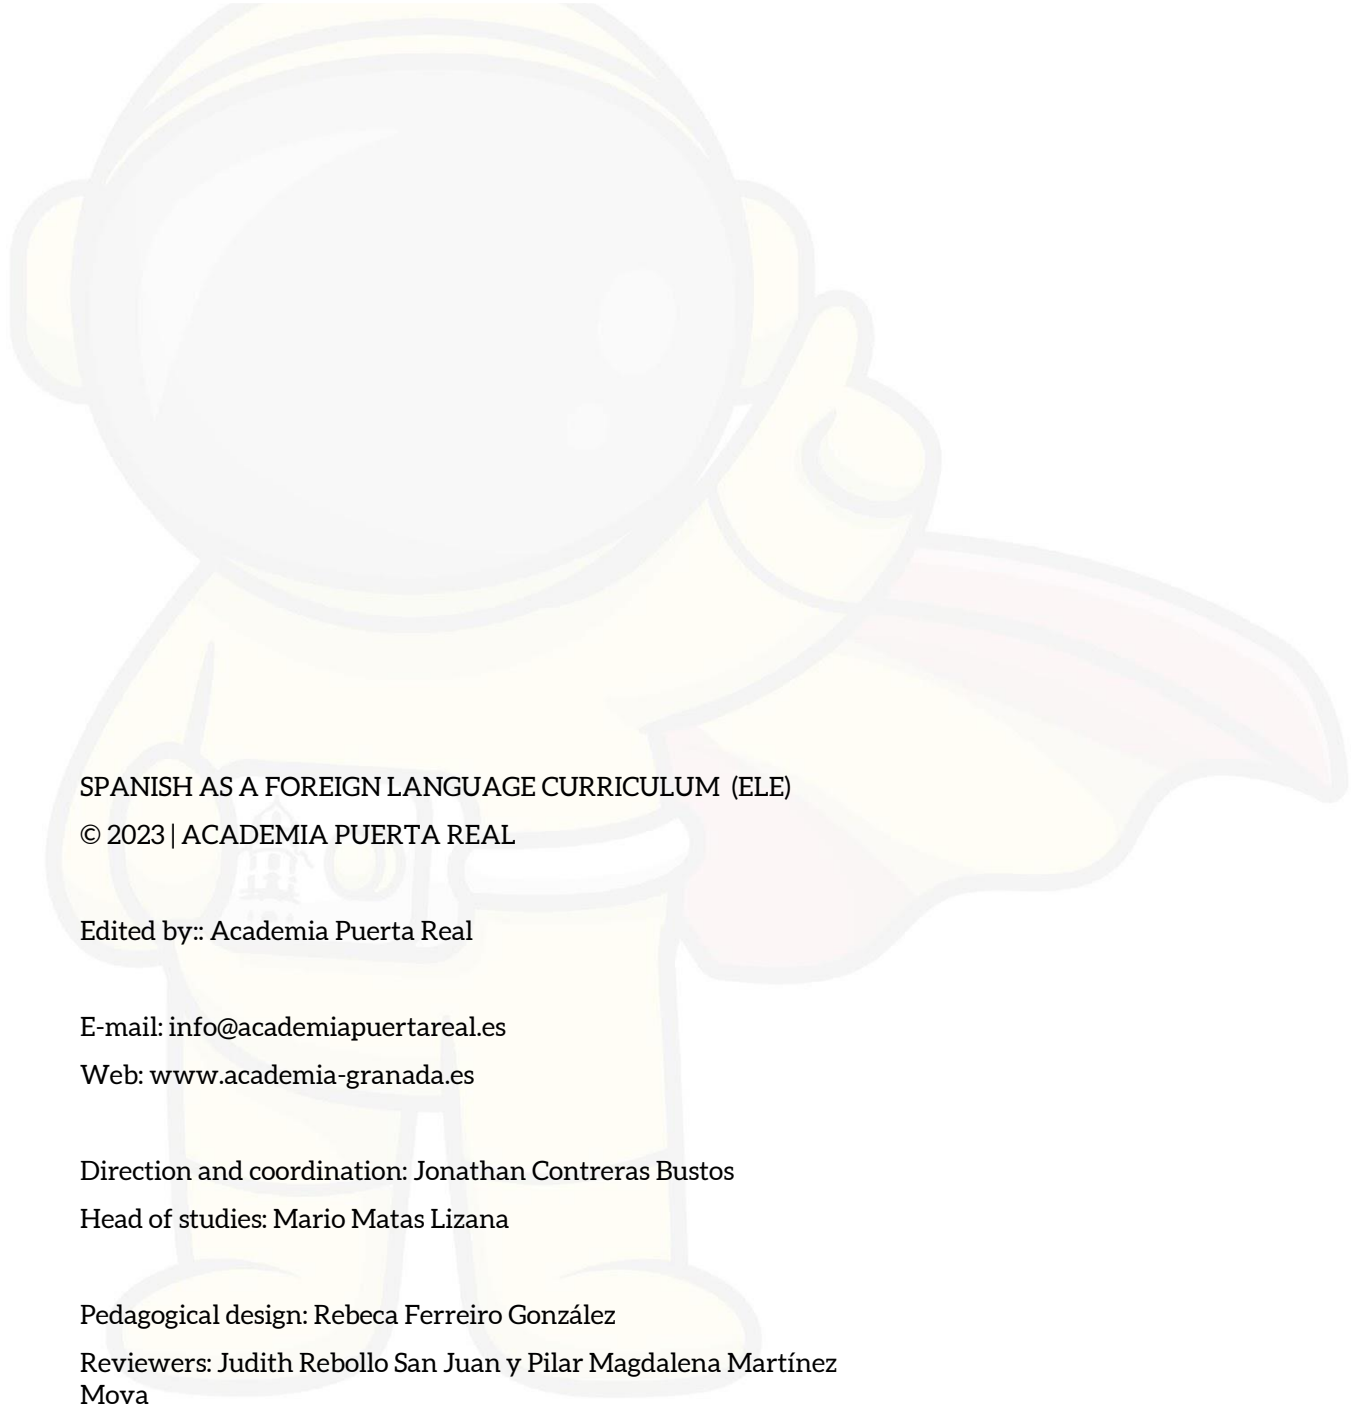 SPANISH AS A FOREIGN LANGUAGE CURRICULUM (ELE)
© 2023 | ACADEMIA PUERTA REAL
Edited by:: Academia Puerta Real
E-mail: info@academiapuertareal.es
Web: www.academia-granada.es
Direction and coordination: Jonathan Contreras Bustos
Head of studies: Mario Matas Lizana
Pedagogical design: Rebeca Ferreiro González
Reviewers: Judith Rebollo San Juan y Pilar Magdalena Martínez
Moya